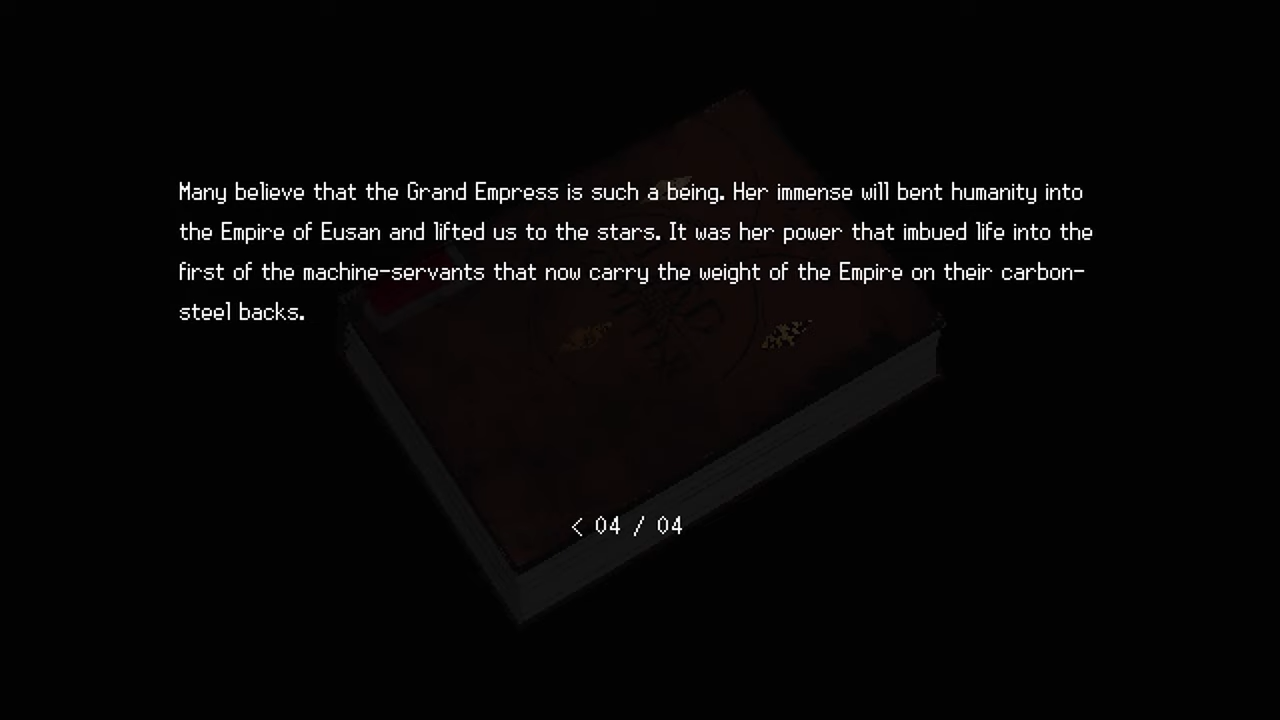 Many believe that the Grand Empress is such a being. Her immense will bent humanity into
the Empire of Eusan and lifted us to the stars. It was her power that imbued life into the
first of the machine-servants that now carry the weight of the Empire on their carbon-
steel backs.
< 04 / 04